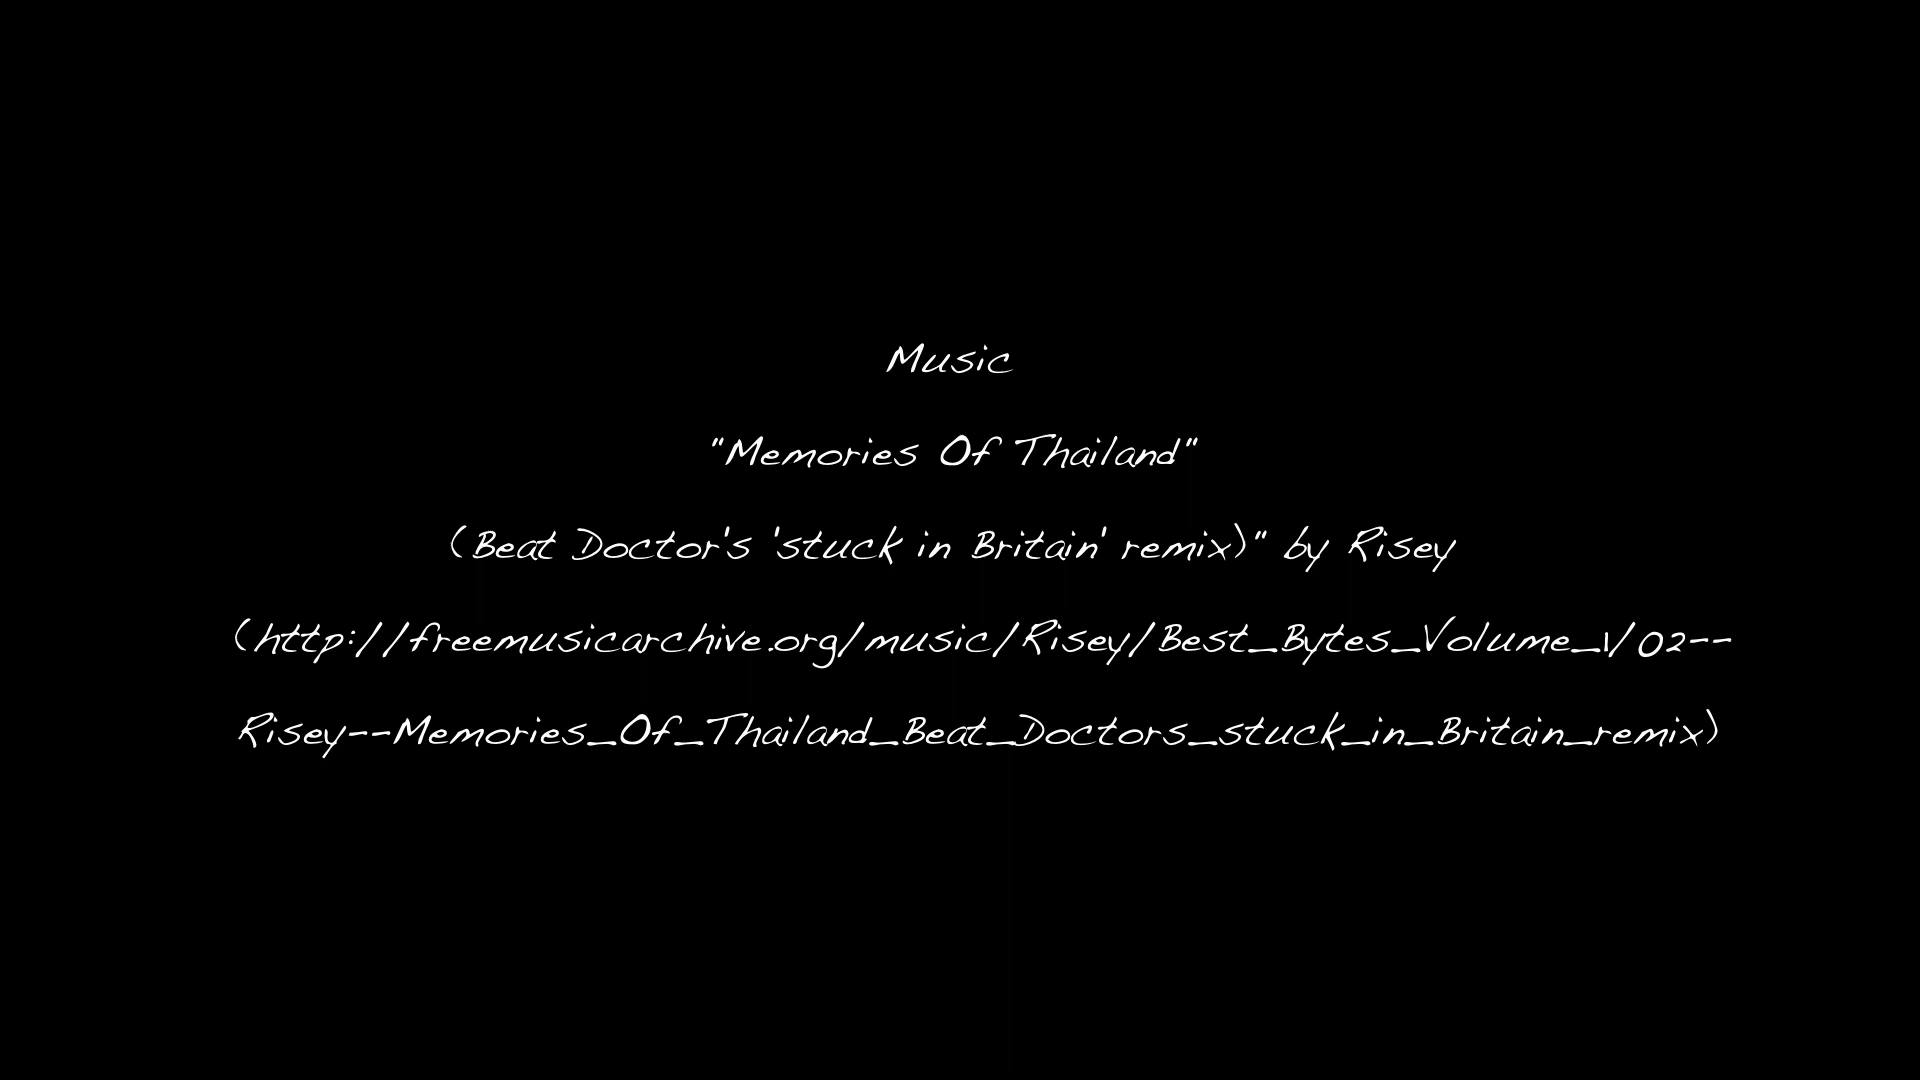 Music
"Memories Of Thailand"
(Beat Doctor's 'stuck in Britain' remix)" by Risey
(http://freemusicarchive.org/music/Risey/Best_Bytes_Volume_1/02--
Risey--Memories_Of_Thailand_Beat_Doctors_stuck_in_Britain_remix)